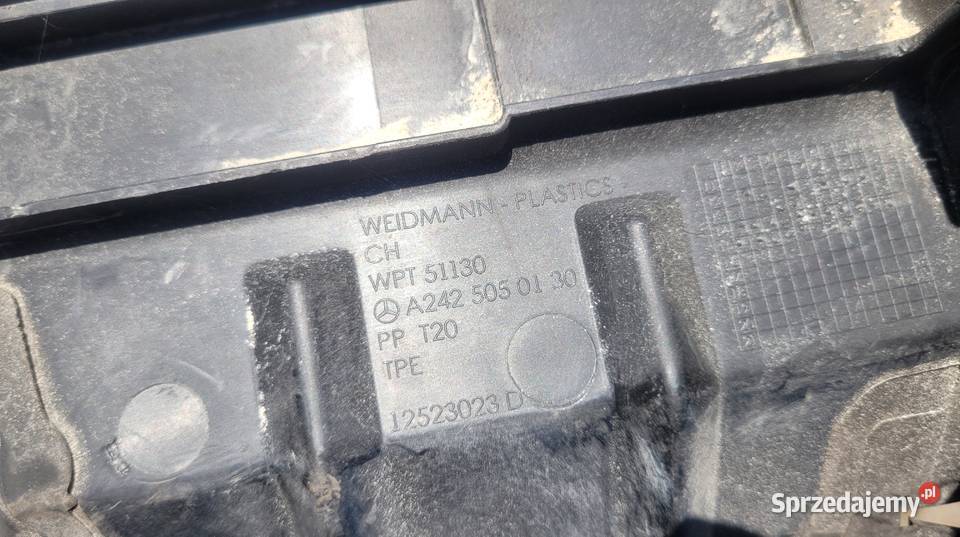 WEIDMANN - PLASTICS
CH
WPT 51130
A242 505 01 30
PP T20
TPE
12523023 D
Sprzedajemy.pl